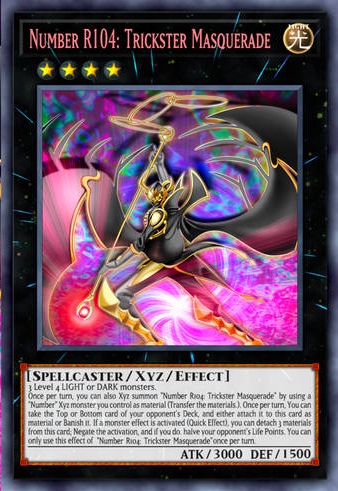 Number R104: Trickster Masquerade
LIGHT
光
[Spellcaster/Xyz/Effect]
3 Level 4 LIGHT or DARK monsters.
Once per turn, you can also Xyz summon "Number R104: Trickster Masquerade" by using a
"Number" Xyz monster you control as material (Transfer the materials.). Once per turn, You can
take the Top or Bottom card of your opponent's Deck, and either attach it to this card as
material or Banish it. If a monster effect is activated (Quick Effect), you can detach 3 materials
from this card; Negate the activation, and if you do. halve your opponent's Life Points. You can
only use this effect of "Number R104: Trickster Masquerade"once per turn.
ATK/3000 DEF/1500